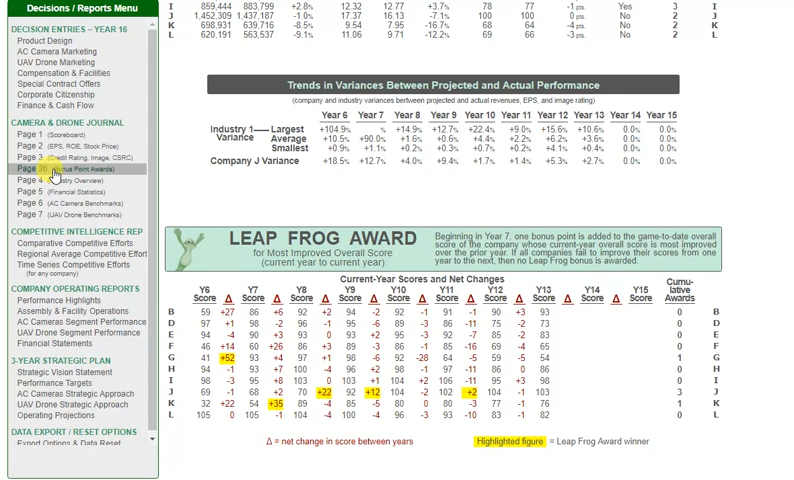 Decisions / Reports Menu
DECISION ENTRIES – YEAR 16
Product Design
AC Camera Marketing
UAV Drone Marketing
Compensation & Facilities
Special Contract Offers
Corporate Citizenship
Finance & Cash Flow
CAMERA & DRONE JOURNAL
Page 1 (Scoreboard)
Page 2 (EPS, ROE, Stock Price)
Page 3 (Credit Rating, Image, CSRC)
Page 3b (Bonus Point Awards)
Page 4 (Industry Overview)
Page 5 (Financial Statistics)
Page 6 (AC Camera Benchmarks)
Page 7 (UAV Drone Benchmarks)
COMPETITIVE INTELLIGENCE REP
Comparative Competitive Efforts
Regional Average Competitive Effort
Time Series Competitive Efforts
(for any company)
COMPANY OPERATING REPORTS
Performance Highlights
Assembly & Facility Operations
AC Cameras Segment Performance
UAV Drone Segment Performance
Financial Statements
3-YEAR STRATEGIC PLAN
Strategic Vision Statement
Performance Targets
AC Cameras Strategic Approach
UAV Drone Strategic Approach
Operating Projections
DATA EXPORT / RESET OPTIONS
Export Options & Data Reset
I 859,444 883,799 +2.8% 12.32 12.77 +3.7% 78 77 -1 pts. Yes 3 I
J 1,452,309 1,437,187 -1.0% 17.37 16.13 -7.1% 100 100 0 pts. No 2 J
K 698,931 639,716 -8.5% 9.54 7.95 -16.7% 68 64 -4 pts. No 2 K
L 620,191 563,537 -9.1% 11.06 9.71 -12.2% 69 66 -3 pts. No 2 L
Trends in Variances Between Projected and Actual Performance
(company and industry variances bertween projected and actual revenues, EPS, and image rating)
Year 6 Year 7 Year 8 Year 9 Year 10 Year 11 Year 12 Year 13 Year 14 Year 15
Industry 1 Variance Largest +104.9% % +14.9% +12.7% +22.4% +9.0% +15.6% +10.6% 0.0% 0.0%
Average +10.5% +90.0% +1.6% +0.6% +4.4% +2.2% +6.2% +2.4% 0.0% 0.0%
Smallest +0.9% +1.1% +0.2% +0.3% +0.7% +0.2% +4.1% +0.4% 0.0% 0.0%
Company J Variance +18.5% +12.7% +4.0% +9.4% +1.7% +1.4% +5.3% +2.7% 0.0% 0.0%
LEAP FROG AWARD
for Most Improved Overall Score
(current year to current year)
Beginning in Year 7, one bonus point is added to the game-to-date overall
score of the company whose current-year overall score is most improved
over the prior year. If all companies fail to improve their scores from one
year to the next, then no Leap Frog bonus is awarded.
Current-Year Scores and Net Changes
Y6 Score Δ Y7 Score Δ Y8 Score Δ Y9 Score Δ Y10 Score Δ Y11 Score Δ Y12 Score Δ Y13 Score Δ Y14 Score Δ Y15 Score Cumulative Awards
B 59 +27 86 +6 92 +2 94 -2 92 -1 91 -1 90 +3 93 0 B
D 97 +1 98 -2 96 -1 95 -6 89 -3 86 -11 75 -2 73 0 D
E 94 -4 90 +3 93 0 93 +2 95 -3 92 -7 85 -2 83 0 E
F 46 +14 60 +26 86 +3 89 -3 86 -1 85 -16 69 -4 65 0 F
G 41 +52 93 +4 97 +1 98 -6 92 -28 64 -5 59 -5 54 1 G
H 94 -1 93 +7 100 -4 96 +2 98 -1 97 -11 86 0 86 0 H
I 98 -3 95 +8 103 0 103 +1 104 +2 106 -11 95 +3 98 0 I
J 69 -1 68 +2 70 +22 92 +12 104 -2 102 +2 104 -1 103 3 J
K 32 +22 54 +35 89 -4 85 -5 80 0 80 -3 77 -1 76 1 K
L 105 0 105 -1 104 -4 100 -4 96 -3 93 -10 83 -1 82 0 L
Δ = net change in score between years
Highlighted figure = Leap Frog Award winner